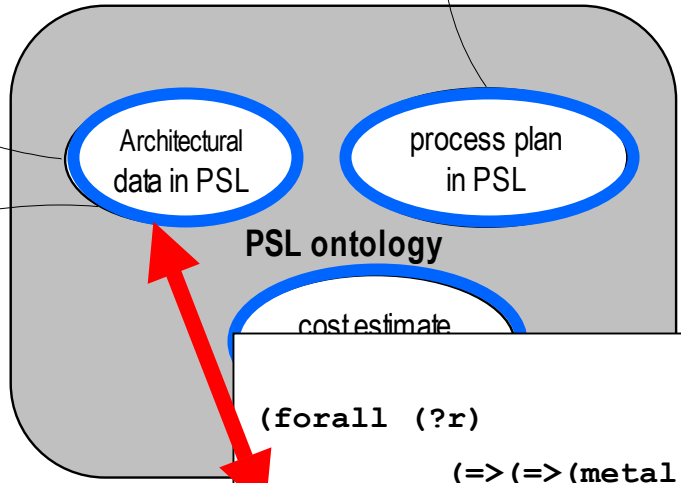 Architectural
data in PSL
process plan
in PSL
PSL ontology
cost estimate
(forall (?r)
(=>(=>(metal